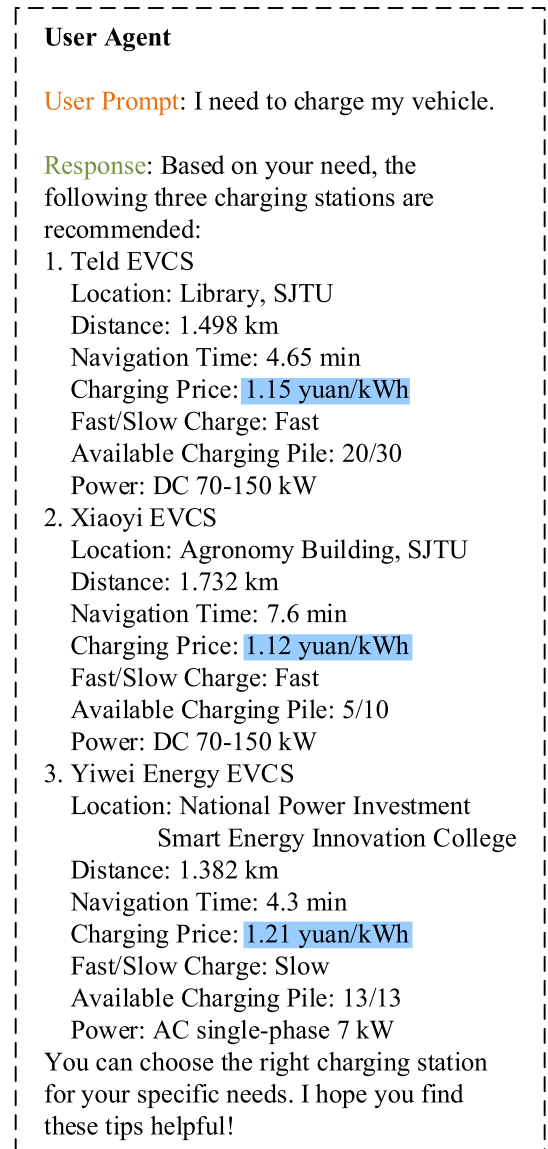 User Agent
User Prompt: I need to charge my vehicle.
Response: Based on your need, the
following three charging stations are
recommended:
1. Teld EVCS
Location: Library, SJTU
Distance: 1.498 km
Navigation Time: 4.65 min
Charging Price: 1.15 yuan/kWh
Fast/Slow Charge: Fast
Available Charging Pile: 20/30
Power: DC 70-150 kW
2. Xiaoyi EVCS
Location: Agronomy Building, SJTU
Distance: 1.732 km
Navigation Time: 7.6 min
Charging Price: 1.12 yuan/kWh
Fast/Slow Charge: Fast
Available Charging Pile: 5/10
Power: DC 70-150 kW
3. Yiwei Energy EVCS
Location: National Power Investment
Smart Energy Innovation College
Distance: 1.382 km
Navigation Time: 4.3 min
Charging Price: 1.21 yuan/kWh
Fast/Slow Charge: Slow
Available Charging Pile: 13/13
Power: AC single-phase 7 kW
You can choose the right charging station
for your specific needs. I hope you find
these tips helpful!